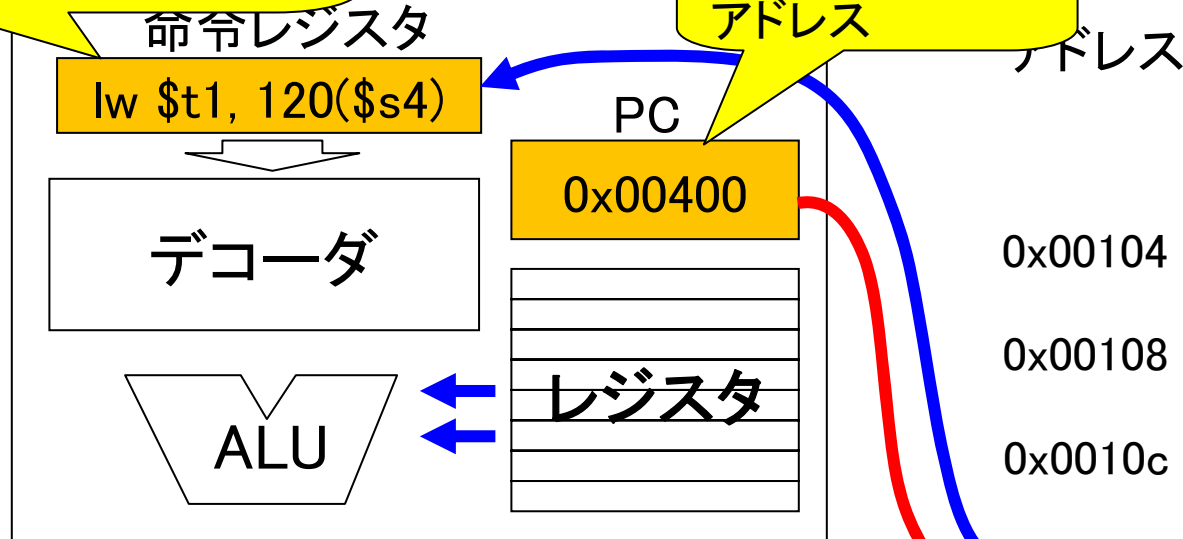 アドレス
命令レジスタ
アドレス
lw $t1, 120($s4)
PC
0x00400
デコーダ
0x00104
0x00108
レジスタ
ALU
0x0010c